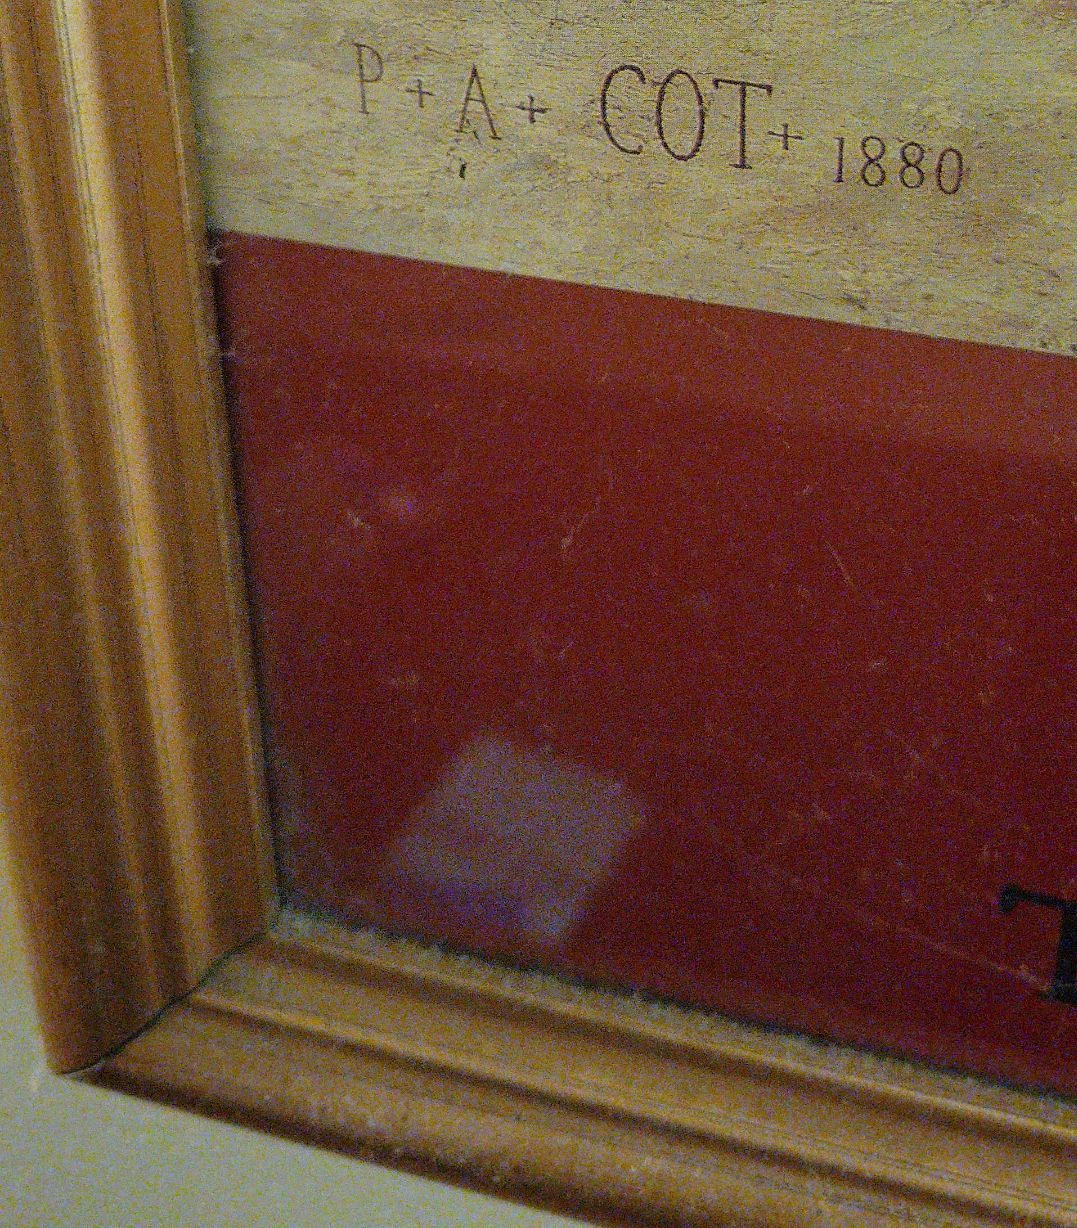 P + A + COT + 1880
T